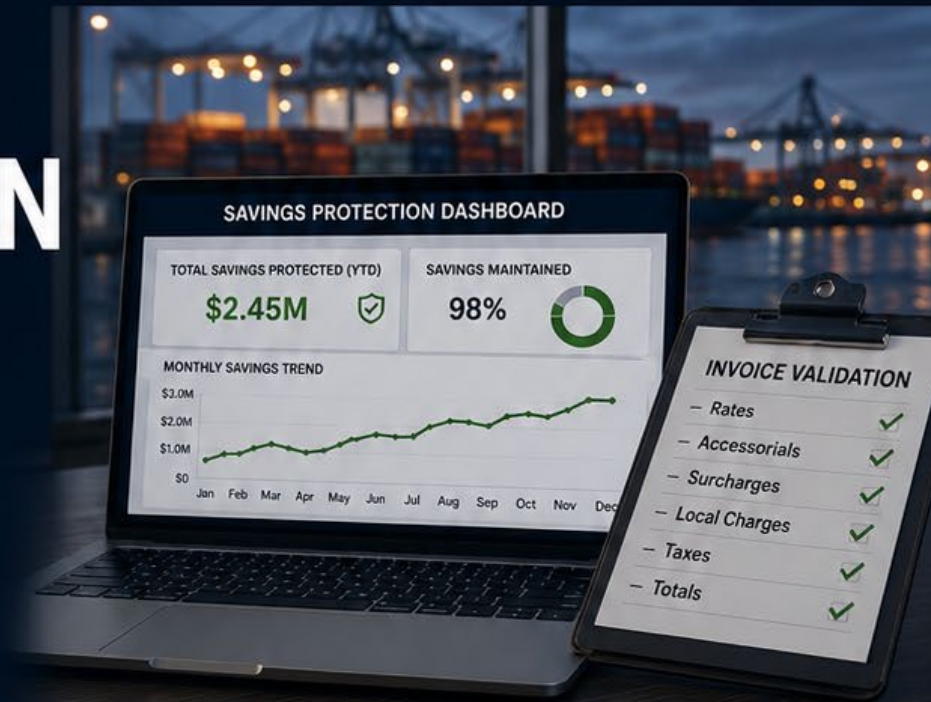 N
SAVINGS PROTECTION DASHBOARD
TOTAL SAVINGS PROTECTED (YTD)
$2.45M
SAVINGS MAINTAINED
98%
MONTHLY SAVINGS TREND
$3.0M
$2.0M
$1.0M
$0
Jan Feb Mar Apr May Jun Jul Aug Sep Oct Nov Dec
INVOICE VALIDATION
– Rates
– Accessorials
– Surcharges
– Local Charges
– Taxes
– Totals